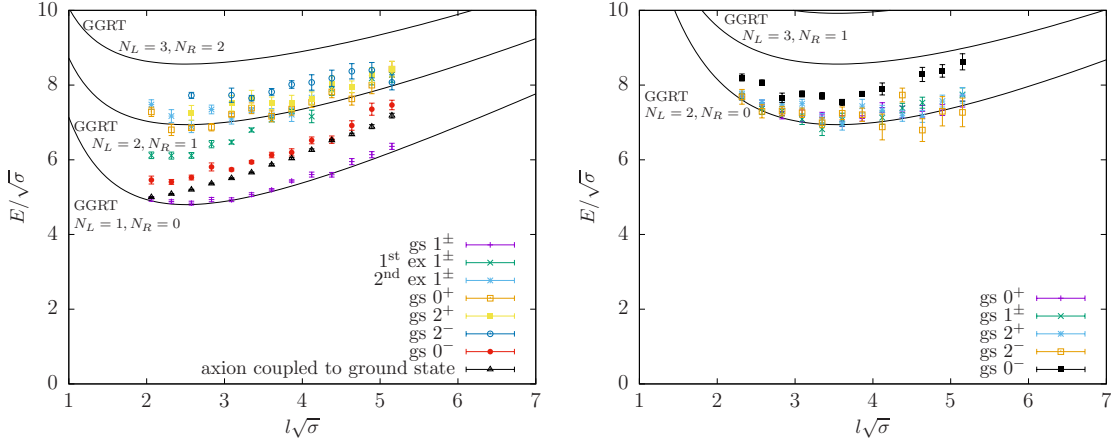 GGRT
N_L = 3, N_R = 2
GGRT
N_L = 2, N_R = 1
GGRT
N_L = 1, N_R = 0
gs 1^±
1^st ex 1^±
2^nd ex 1^±
gs 0^+
gs 2^+
gs 2^−
gs 0^−
axion coupled to ground state
10
8
6
4
2
0
E/√σ
1 2 3 4 5 6 7
l√σ
GGRT
N_L = 3, N_R = 1
GGRT
N_L = 2, N_R = 0
gs 0^+
gs 1^±
gs 2^+
gs 2^−
gs 0^−
10
8
6
4
2
0
E/√σ
1 2 3 4 5 6 7
l√σ